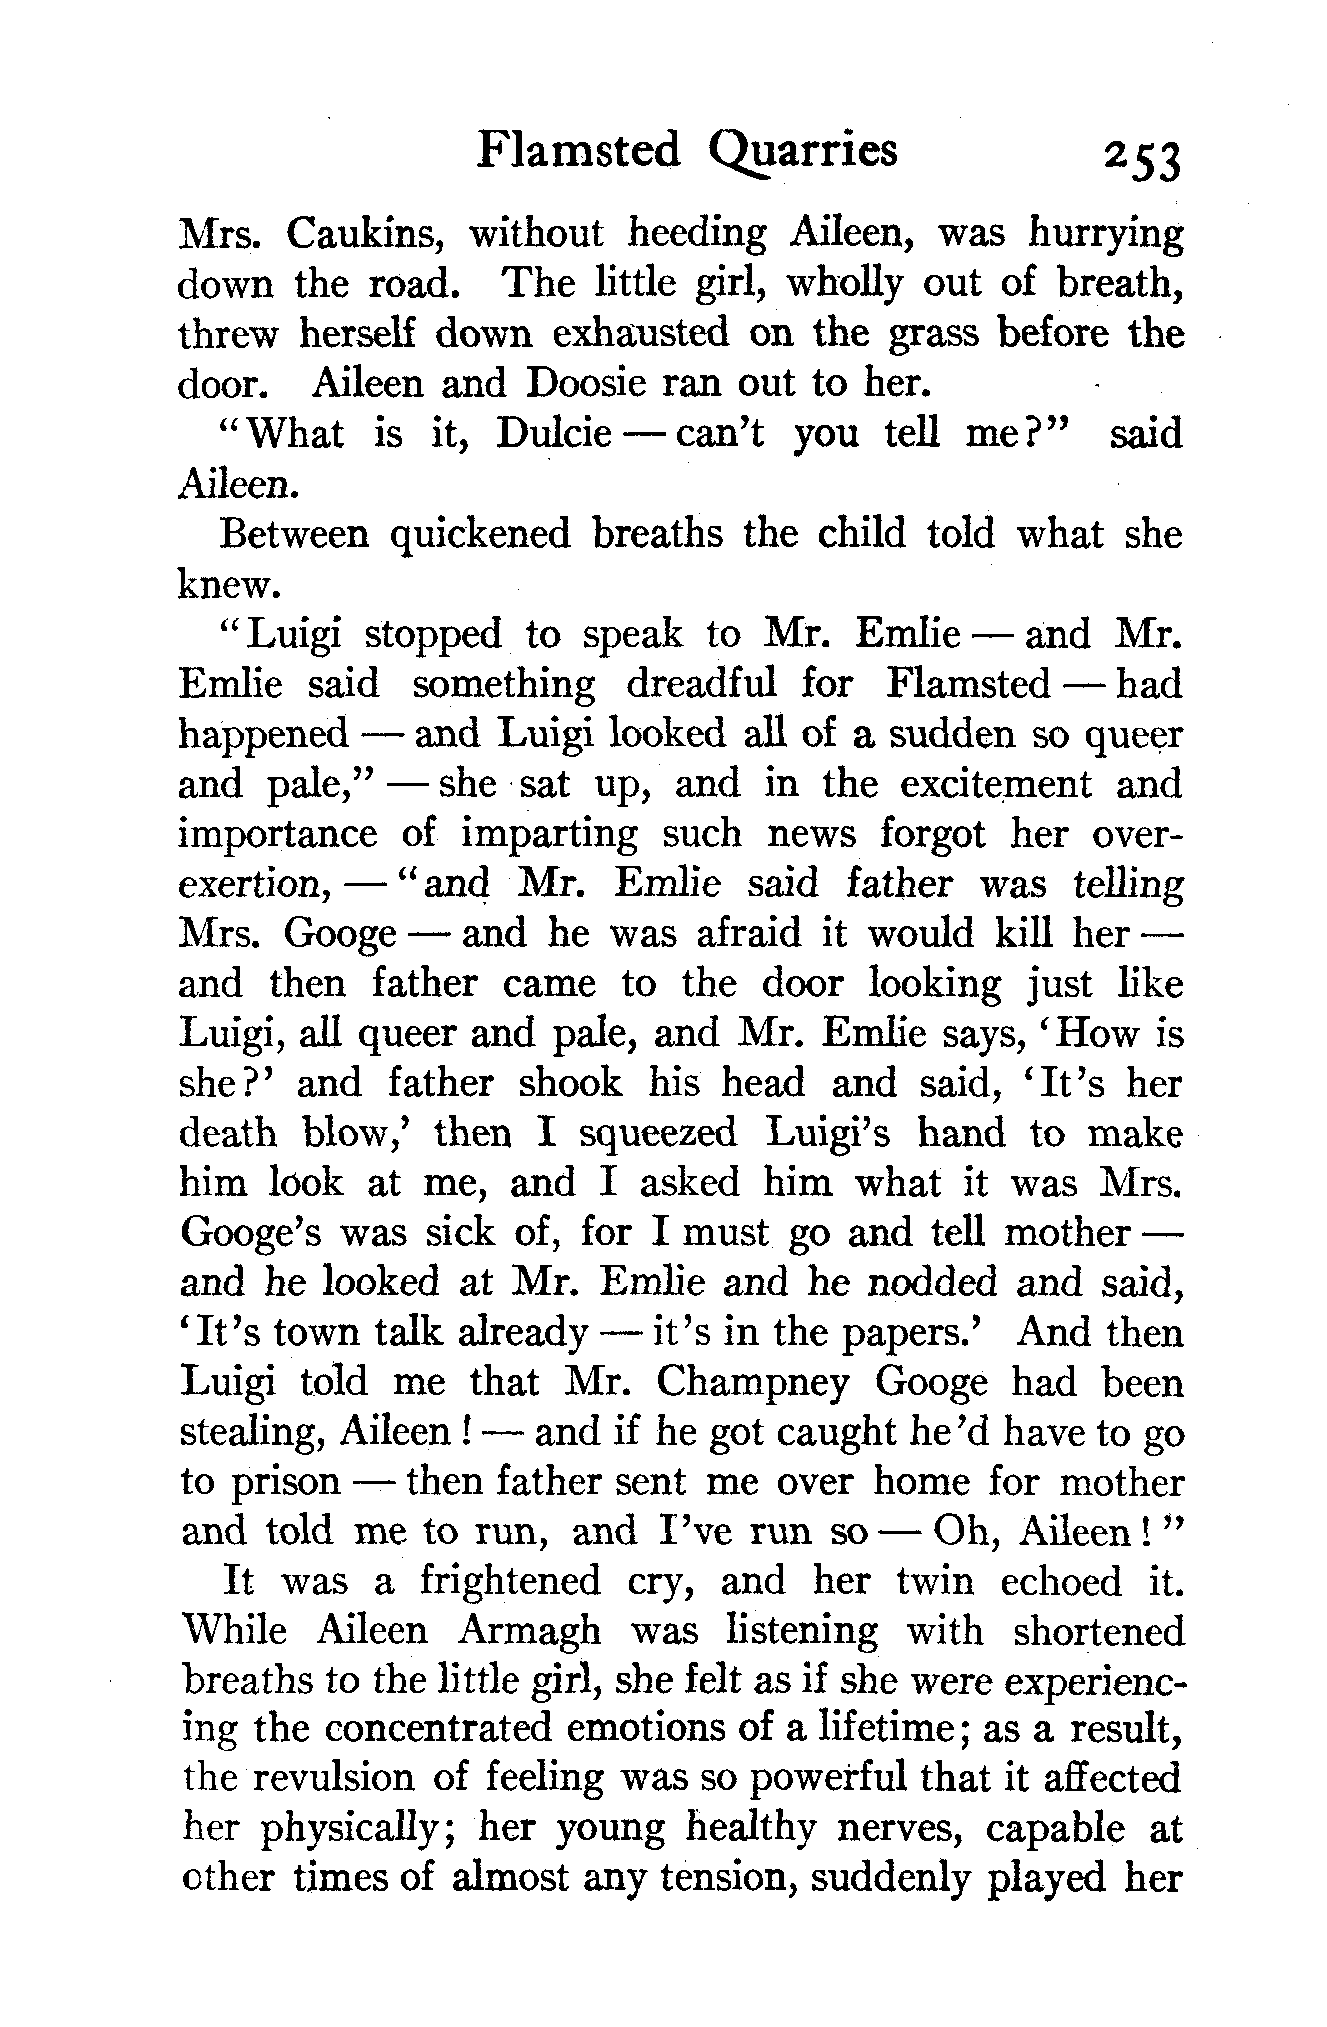 Flamsted Quarries 253
Mrs. Caukins, without heeding Aileen, was hurrying
down the road. The little girl, wholly out of breath,
threw herself down exhausted on the grass before the
door. Aileen and Doosie ran out to her.
"What is it, Dulcie — can't you tell me?" said
Aileen.
Between quickened breaths the child told what she
knew.
"Luigi stopped to speak to Mr. Emlie — and Mr.
Emlie said something dreadful for Flamsted — had
happened — and Luigi looked all of a sudden so queer
and pale," — she sat up, and in the excitement and
importance of imparting such news forgot her over-
exertion, — "and Mr. Emlie said father was telling
Mrs. Googe — and he was afraid it would kill her —
and then father came to the door looking just like
Luigi, all queer and pale, and Mr. Emlie says, 'How is
she?' and father shook his head and said, 'It's her
death blow,' then I squeezed Luigi's hand to make
him look at me, and I asked him what it was Mrs.
Googe's was sick of, for I must go and tell mother —
and he looked at Mr. Emlie and he nodded and said,
'It's town talk already — it's in the papers.' And then
Luigi told me that Mr. Champney Googe had been
stealing, Aileen! — and if he got caught he'd have to go
to prison — then father sent me over home for mother
and told me to run, and I've run so — Oh, Aileen!"
It was a frightened cry, and her twin echoed it.
While Aileen Armagh was listening with shortened
breaths to the little girl, she felt as if she were experienc-
ing the concentrated emotions of a lifetime; as a result,
the revulsion of feeling was so powerful that it affected
her physically; her young healthy nerves, capable at
other times of almost any tension, suddenly played her